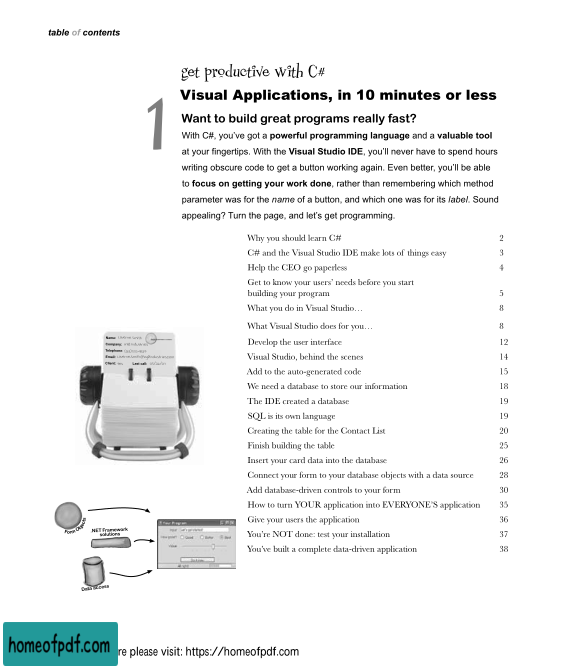 table of contents
get productive with C#
1
Visual Applications, in 10 minutes or less
Want to build great programs really fast?
With C#, you've got a powerful programming language and a valuable tool
at your fingertips. With the Visual Studio IDE, you'll never have to spend hours
writing obscure code to get a button working again. Even better, you'll be able
to focus on getting your work done, rather than remembering which method
parameter was for the name of a button, and which one was for its label. Sound
appealing? Turn the page, and let's get programming.
Why you should learn C# 2
C# and the Visual Studio IDE make lots of things easy 3
Help the CEO go paperless 4
Get to know your users' needs before you start
building your program 5
What you do in Visual Studio… 8
What Visual Studio does for you… 8
Develop the user interface 12
Visual Studio, behind the scenes 14
Add to the auto-generated code 15
We need a database to store our information 18
The IDE created a database 19
SQL is its own language 19
Creating the table for the Contact List 20
Finish building the table 25
Insert your card data into the database 26
Connect your form to your database objects with a data source 28
Add database-driven controls to your form 30
How to turn YOUR application into EVERYONE'S application 35
Give your users the application 36
You're NOT done: test your installation 37
You've built a complete data-driven application 38
Name:
Company:
Telephone:
Email:
Client: Last call:
Form Objects
.NET Framework
solutions
Data access
homeofpdf.com
re please visit: https://homeofpdf.com